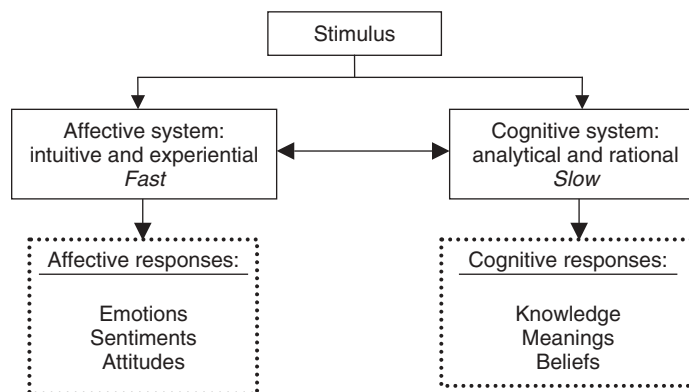 Stimulus
Affective system:
intuitive and experiential
Fast
Cognitive system:
analytical and rational
Slow
Affective responses:
Emotions
Sentiments
Attitudes
Cognitive responses:
Knowledge
Meanings
Beliefs